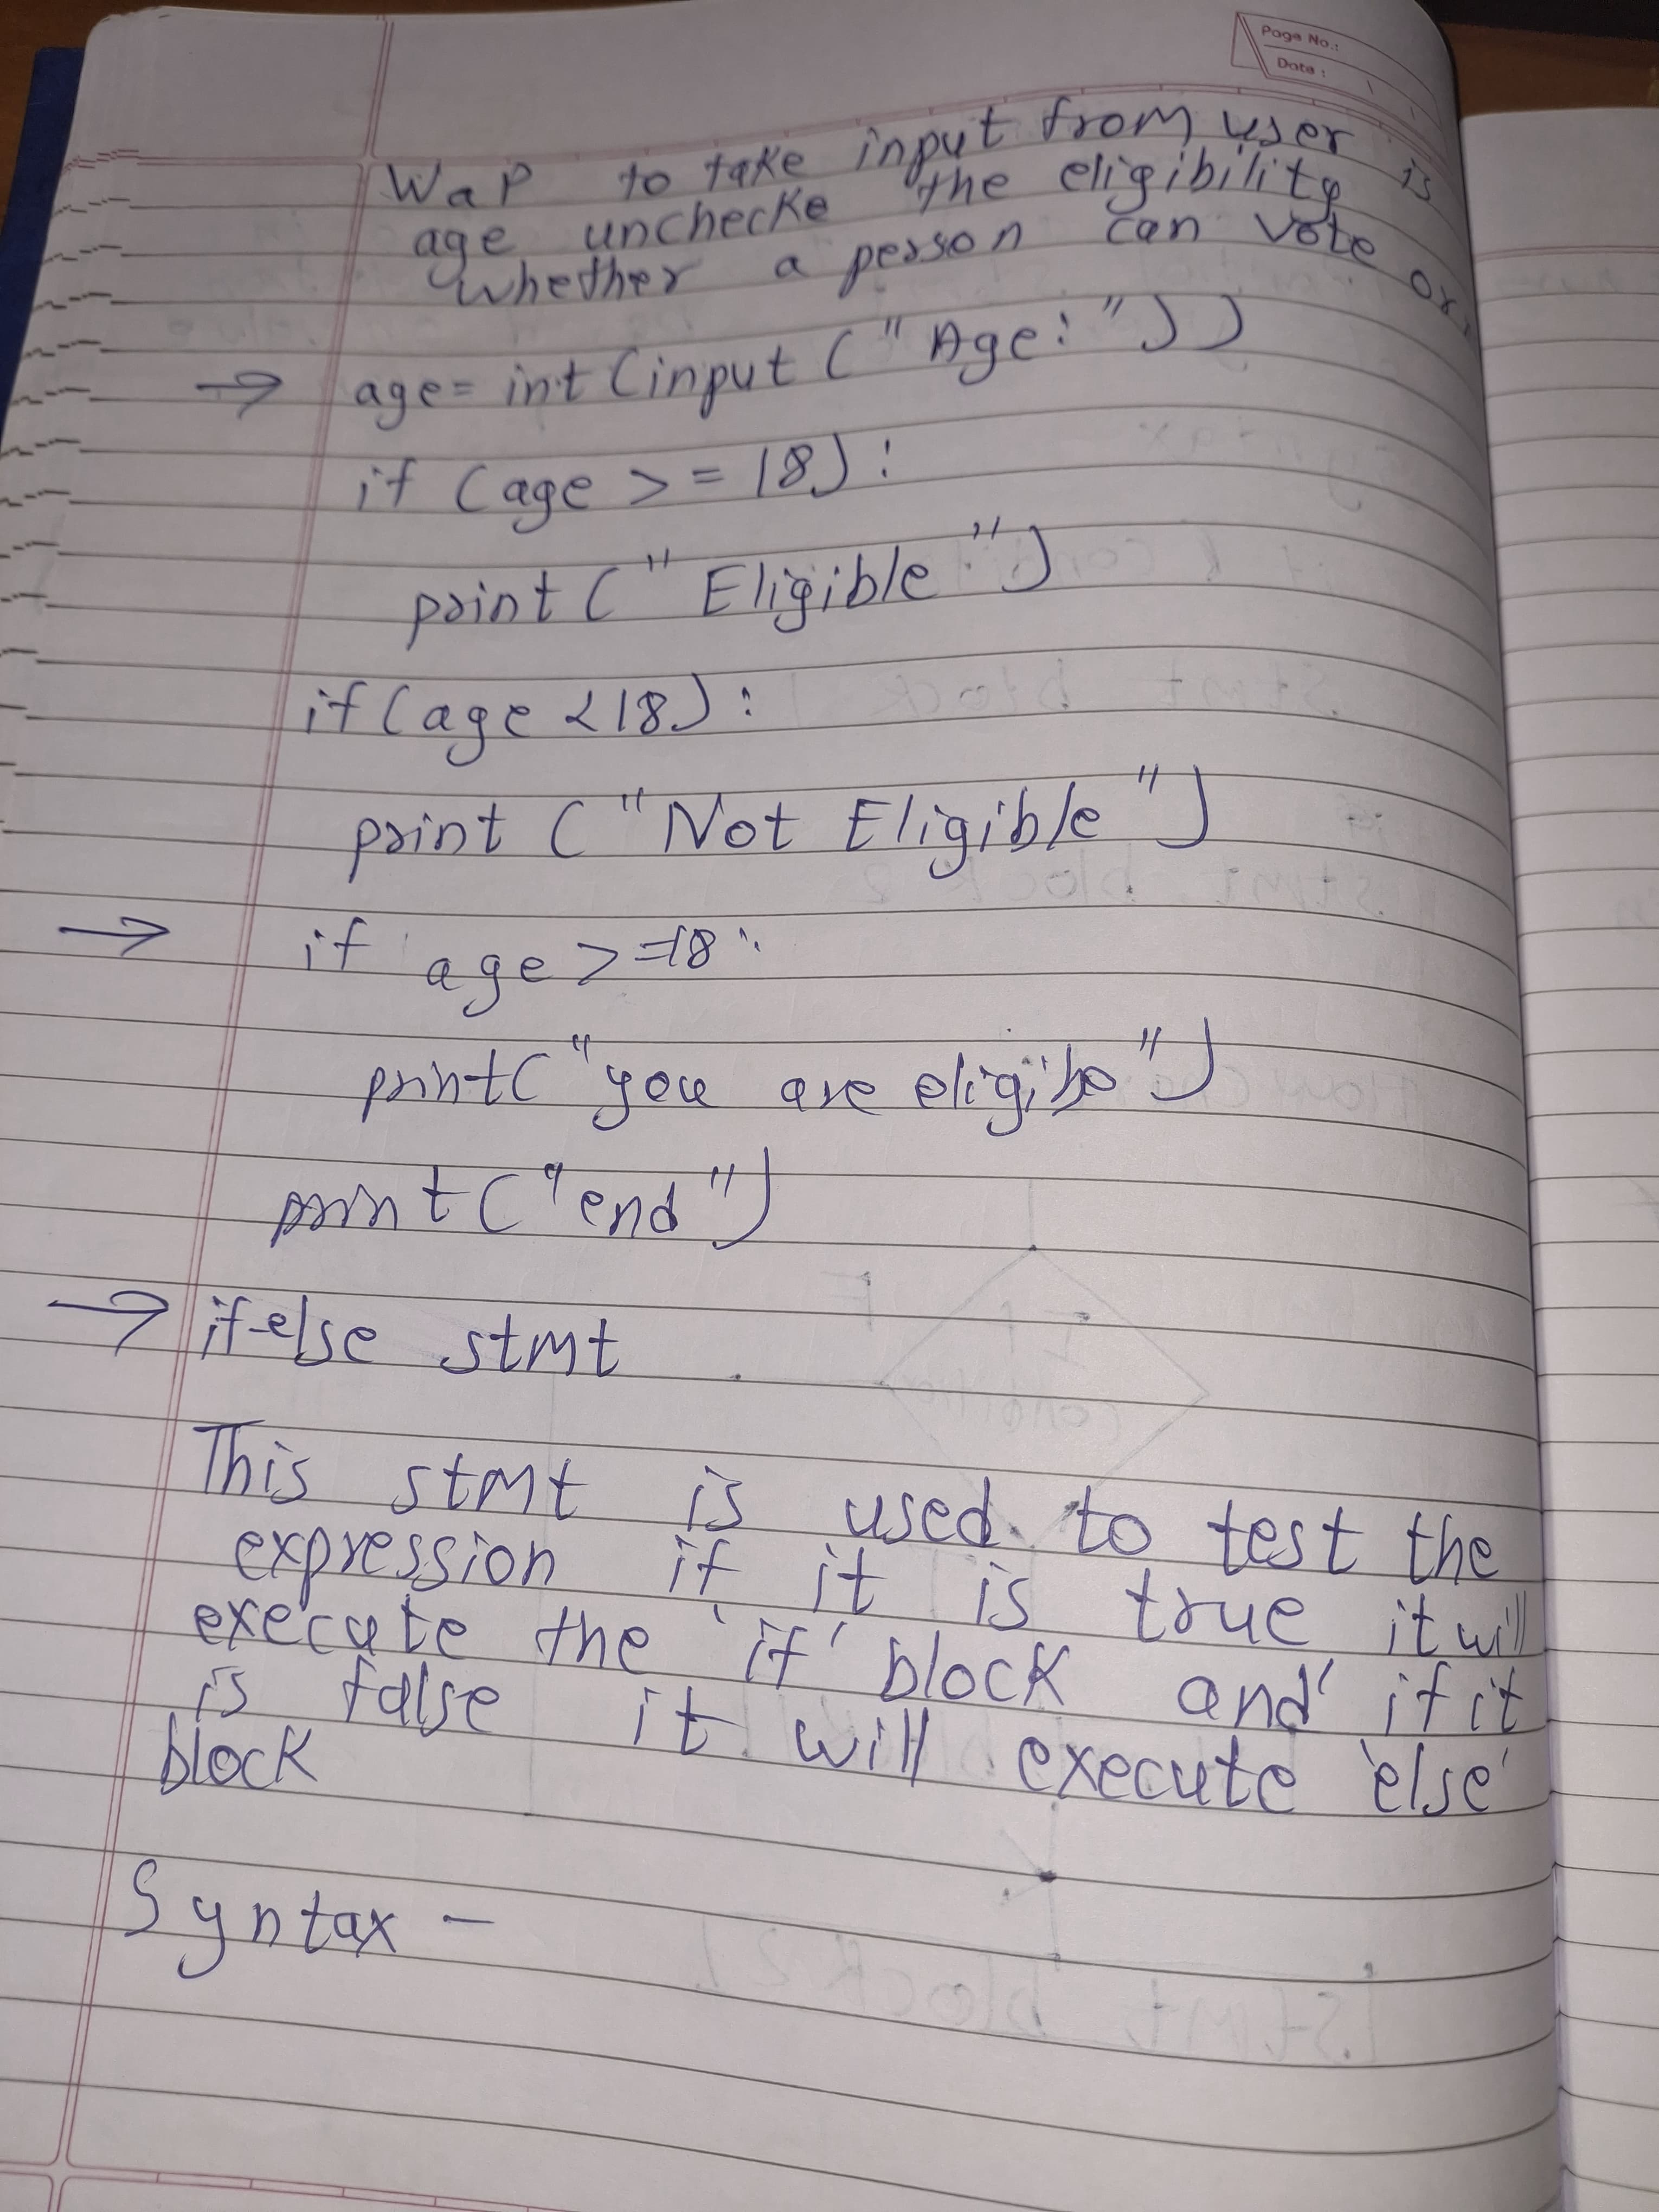 Page No.:
Date :
WaP to take input from user is
age unchecke the eligibility
whether a person can vote or
→ age= int (input ("Age:"))
if (age >= 18):
print ("Eligible")
if (age <18):
print ("Not Eligible")
→ if age >=18:
print("you are eligibe")
print("end")
→ if-else stmt
This stmt is used to test the
expression if it is true it will
execute the 'if' block and' if it
is false it will execute 'else'
block
Syntax -